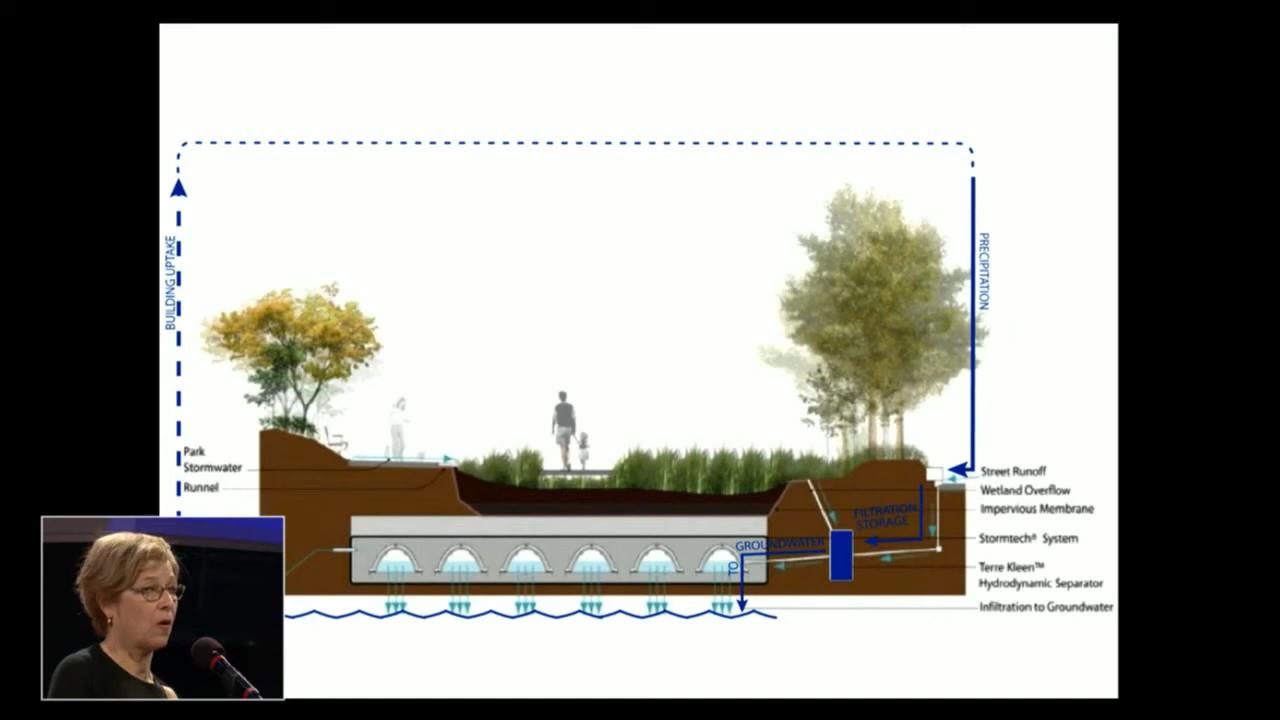 BUILDING UPTAKE
PRECIPITATION
Park
Stormwater
Runnel
Street Runoff
Wetland Overflow
Impervious Membrane
FILTRATION
STORAGE
Stormtech® System
GROUNDWATER
TO
Terre Kleen™
Hydrodynamic Separator
Infiltration to Groundwater